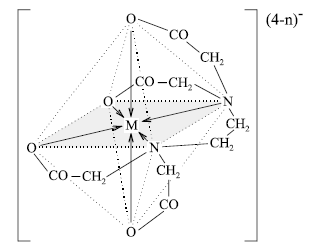 (4-n)-
O
CO
CH2
CO—CH2
O N
M
CH2
O N CH2
CO—CH2 CH2
CO
O